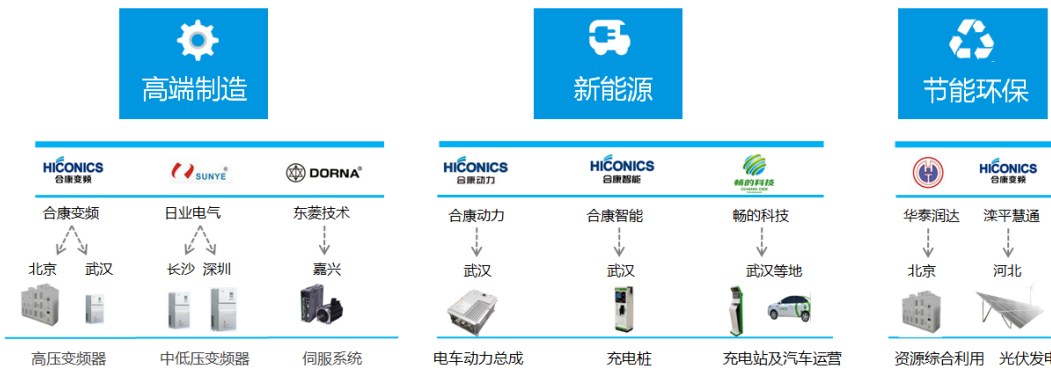 高端制造
新能源
节能环保
HICONICS
合康变频
SUNYE®
DORNA®
HICONICS
合康动力
HICONICS
合康智能
畅的科技
CHANG DEE
HICONICS
合康变频
合康变频
日业电气
东菱技术
合康动力
合康智能
畅的科技
华泰润达
滦平慧通
北京
武汉
长沙
深圳
嘉兴
武汉
武汉
武汉等地
北京
河北
高压变频器
中低压变频器
伺服系统
电车动力总成
充电桩
充电站及汽车运营
资源综合利用
光伏发电